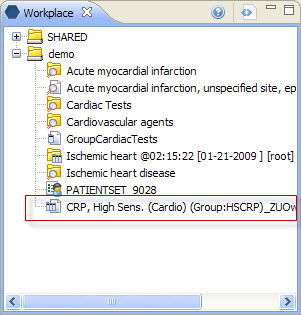 Workplace
SHARED
demo
Acute myocardial infarction
Acute myocardial infarction, unspecified site, ep
Cardiac Tests
Cardiovascular agents
GroupCardiacTests
Ischemic heart @02:15:22 [01-21-2009 ] [root]
Ischemic heart disease
PATIENTSET_9028
CRP, High Sens. (Cardio) (Group:HSCRP)_ZUOw